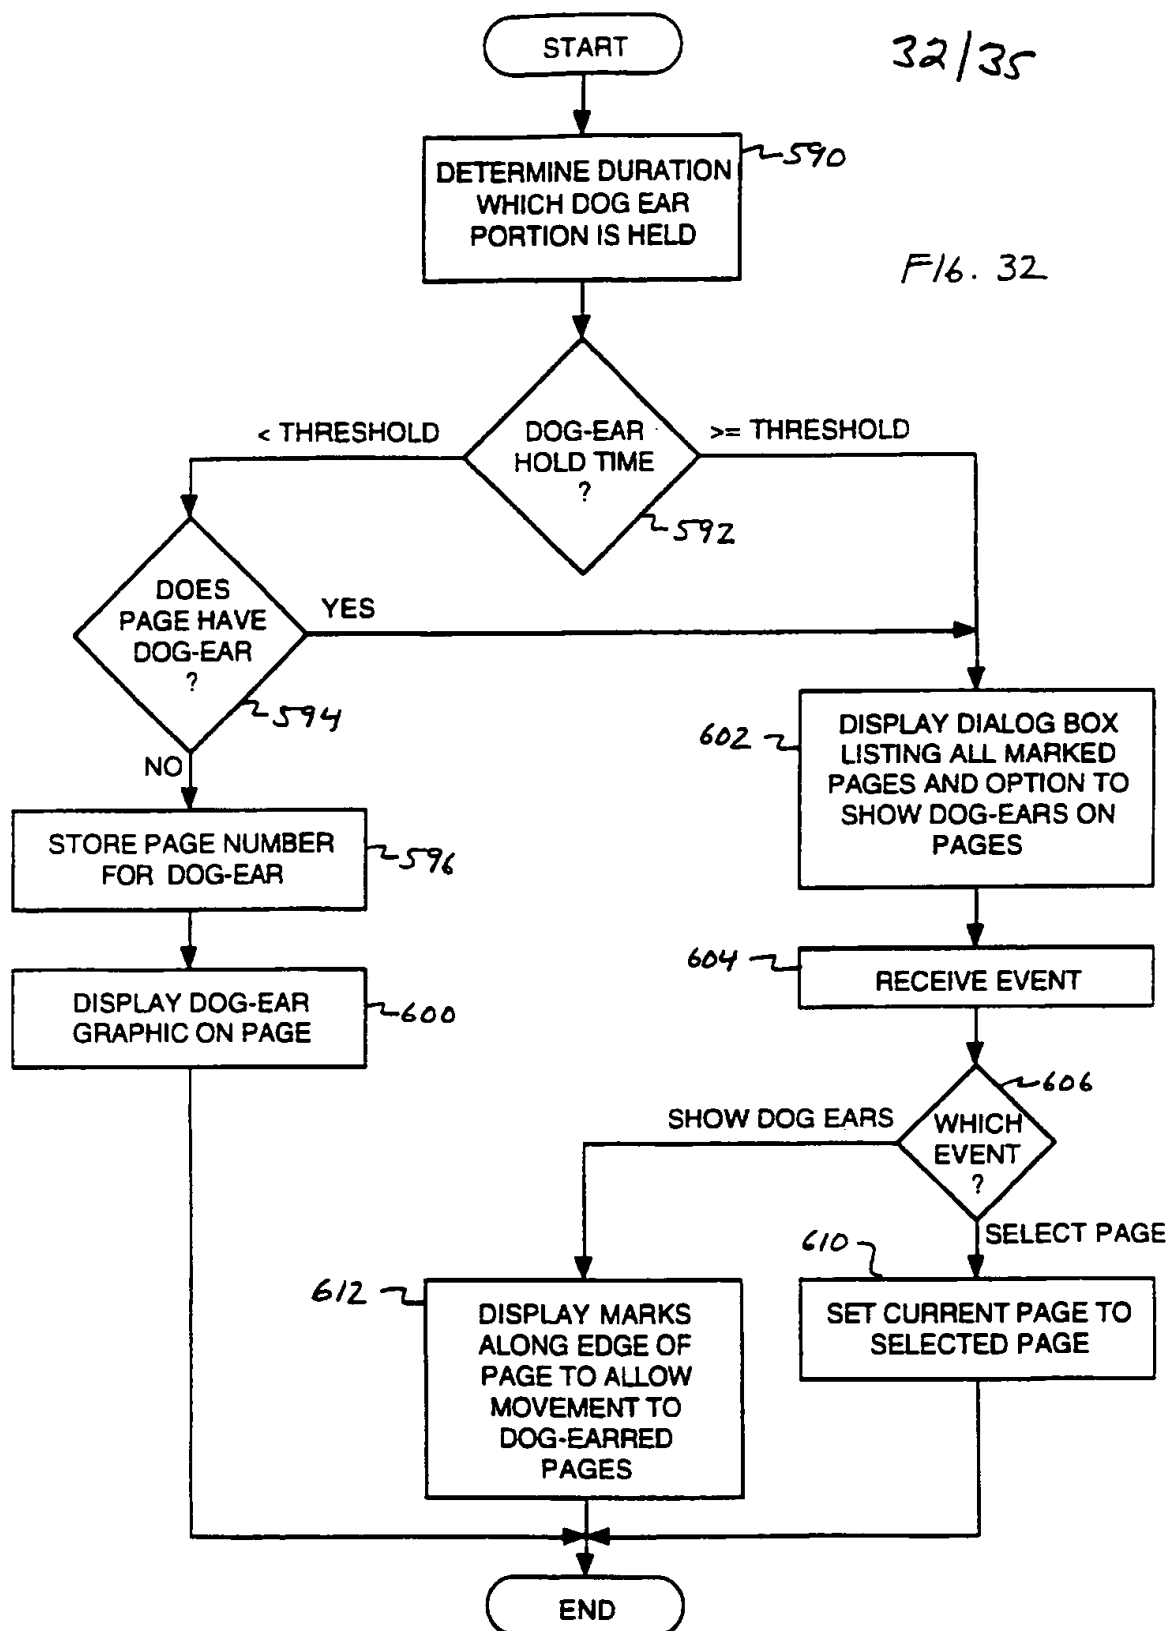 START
32/35
590
DETERMINE DURATION
WHICH DOG EAR
PORTION IS HELD
FIG. 32
< THRESHOLD
DOG-EAR
HOLD TIME
?
>= THRESHOLD
592
DOES
PAGE HAVE
DOG-EAR
?
YES
594
NO
602
DISPLAY DIALOG BOX
LISTING ALL MARKED
PAGES AND OPTION TO
SHOW DOG-EARS ON
PAGES
STORE PAGE NUMBER
FOR DOG-EAR
596
604
RECEIVE EVENT
DISPLAY DOG-EAR
GRAPHIC ON PAGE
600
606
SHOW DOG EARS
WHICH
EVENT
?
SELECT PAGE
610
612
DISPLAY MARKS
ALONG EDGE OF
PAGE TO ALLOW
MOVEMENT TO
DOG-EARRED
PAGES
SET CURRENT PAGE TO
SELECTED PAGE
END